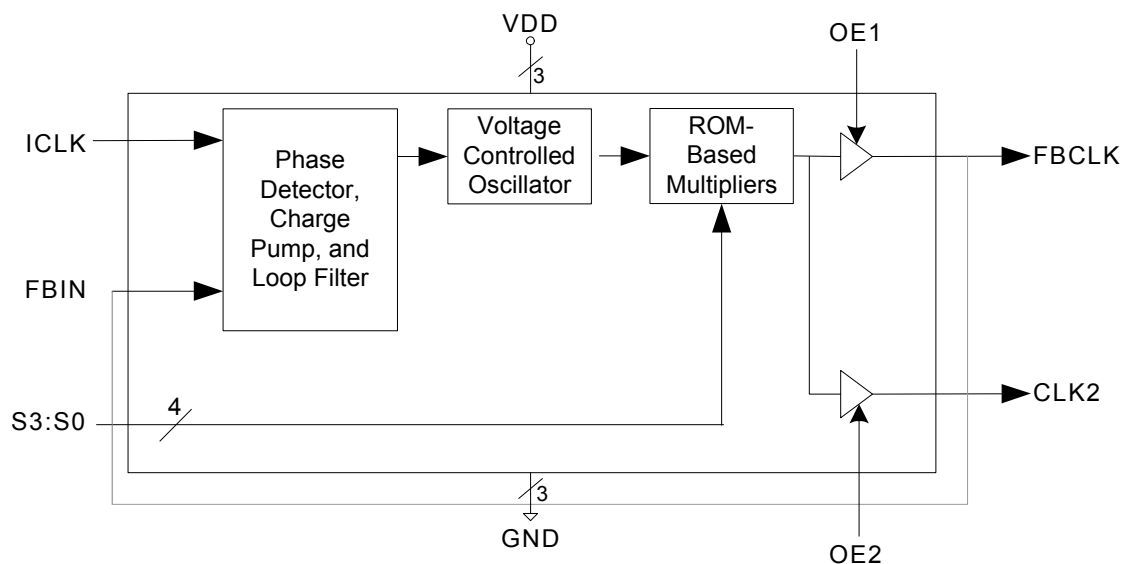 VDD
3
OE1
ICLK
Phase
Detector,
Charge
Pump, and
Loop Filter
Voltage
Controlled
Oscillator
ROM-
Based
Multipliers
FBCLK
FBIN
S3:S0
4
CLK2
3
GND
OE2